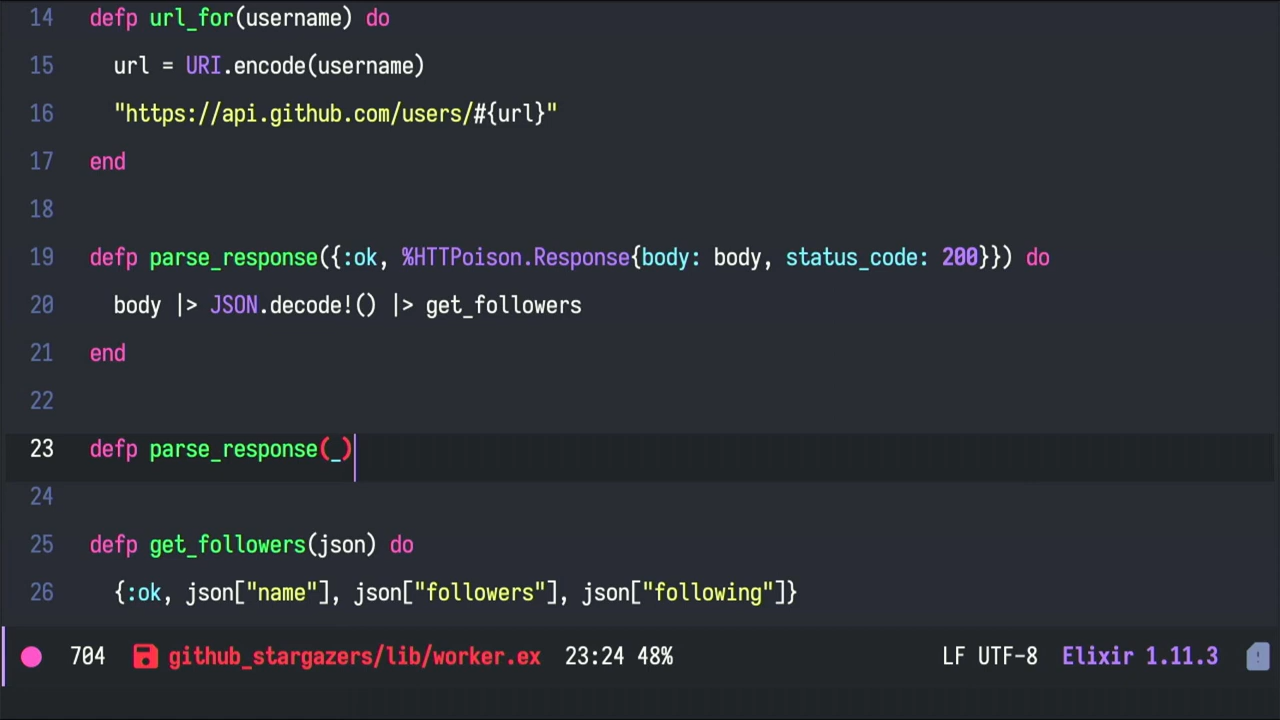 14 defp url_for(username) do
15 url = URI.encode(username)
16 "https://api.github.com/users/#{url}"
17 end
18
19 defp parse_response({:ok, %HTTPoison.Response{body: body, status_code: 200}}) do
20 body |> JSON.decode!() |> get_followers
21 end
22
23 defp parse_response(_)
24
25 defp get_followers(json) do
26 {:ok, json["name"], json["followers"], json["following"]}
704 github_stargazers/lib/worker.ex 23:24 48% LF UTF-8 Elixir 1.11.3